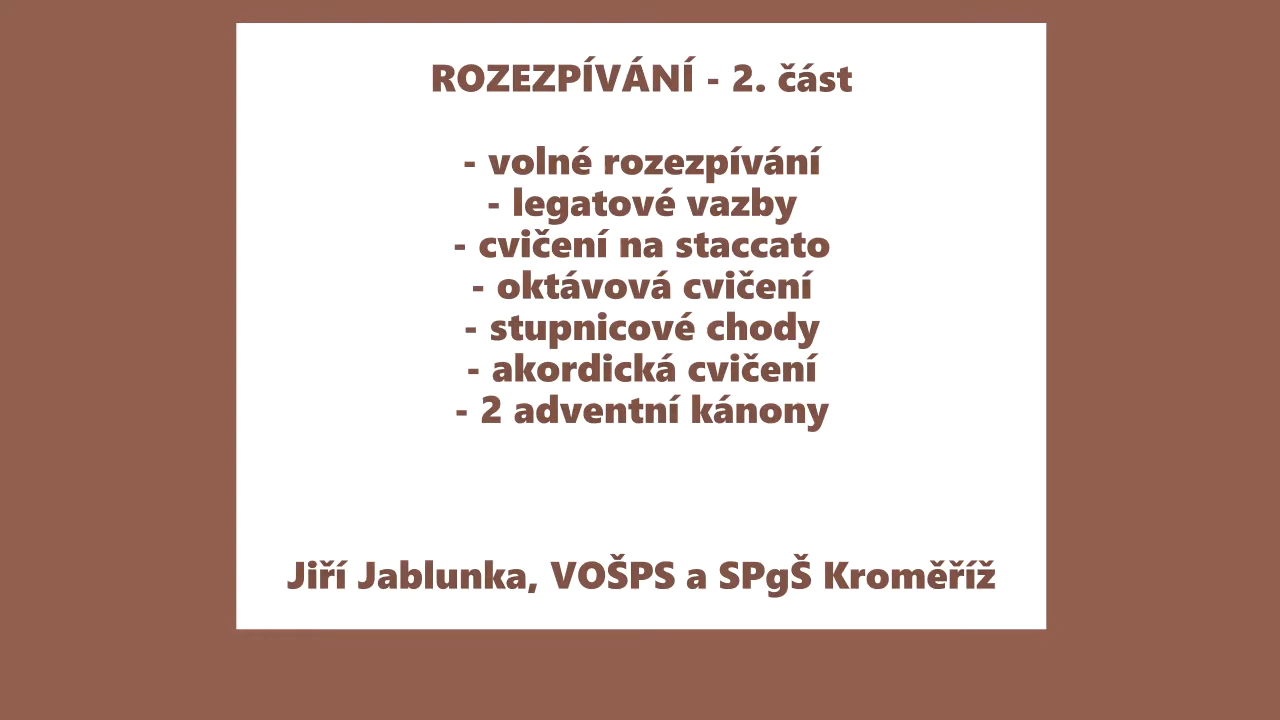 ROZEZPÍVÁNÍ - 2. část
- volné rozezpívání
- legatové vazby
- cvičení na staccato
- oktávová cvičení
- stupnicové chody
- akordická cvičení
- 2 adventní kánony
Jiří Jablunka, VOŠPS a SPgŠ Kroměříž